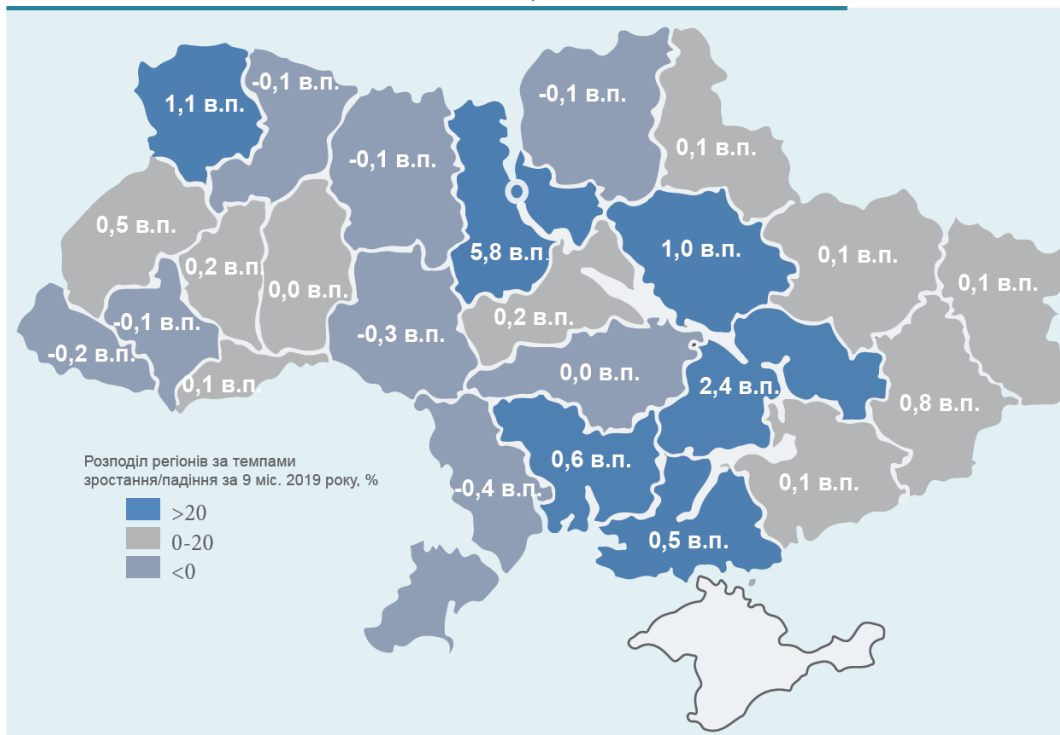 -0,1 в.п.
1,1 в.п.
-0,1 в.п.
0,1 в.п.
-0,1 в.п.
0,5 в.п.
5,8 в.п.
1,0 в.п.
0,1 в.п.
0,2 в.п.
0,0 в.п.
0,1 в.п.
-0,1 в.п.
0,2 в.п.
-0,3 в.п.
-0,2 в.п.
0,0 в.п.
0,1 в.п.
2,4 в.п.
0,8 в.п.
0,6 в.п.
Розподіл регіонів за темпами
зростання/падіння за 9 міс. 2019 року, %
-0,4 в.п.
0,1 в.п.
>20
0-20
0,5 в.п.
<0